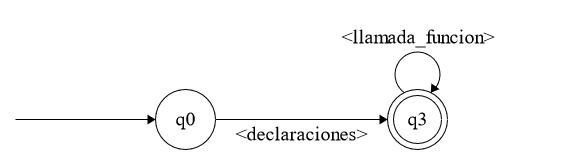 <llamada_funcion>
q0
q3
<declaraciones>